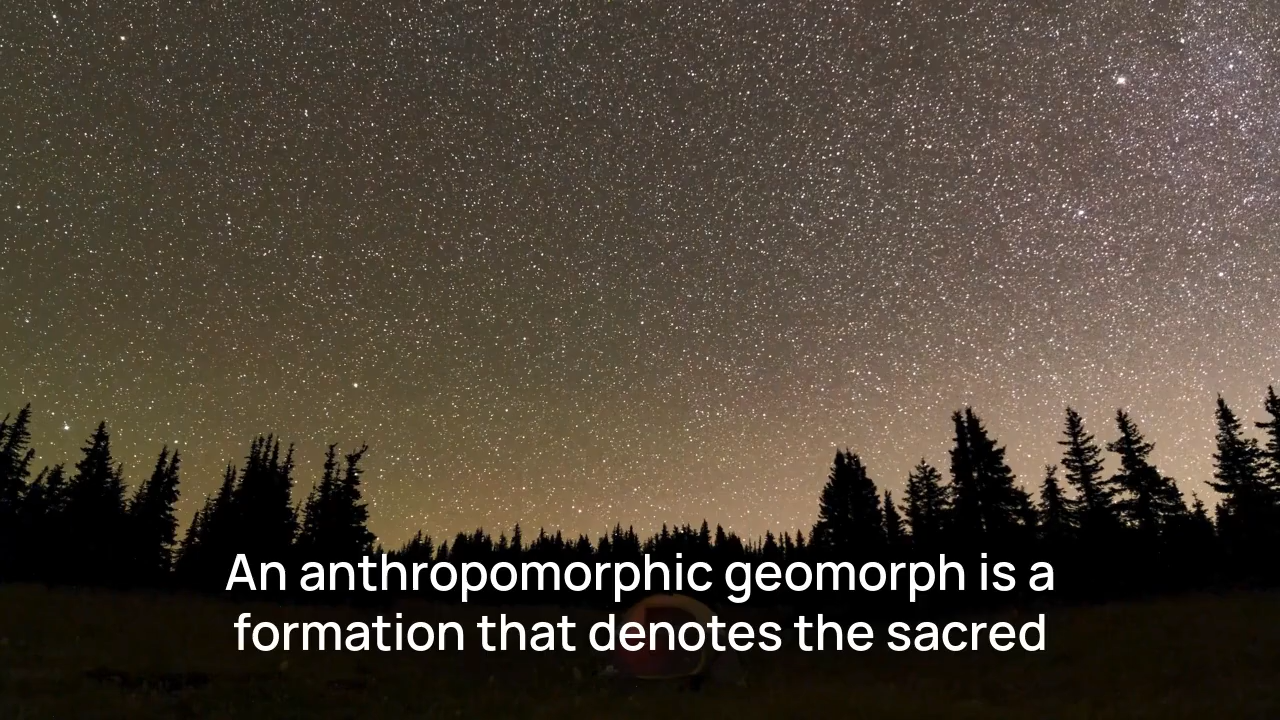 An anthropomorphic geomorph is a
formation that denotes the sacred